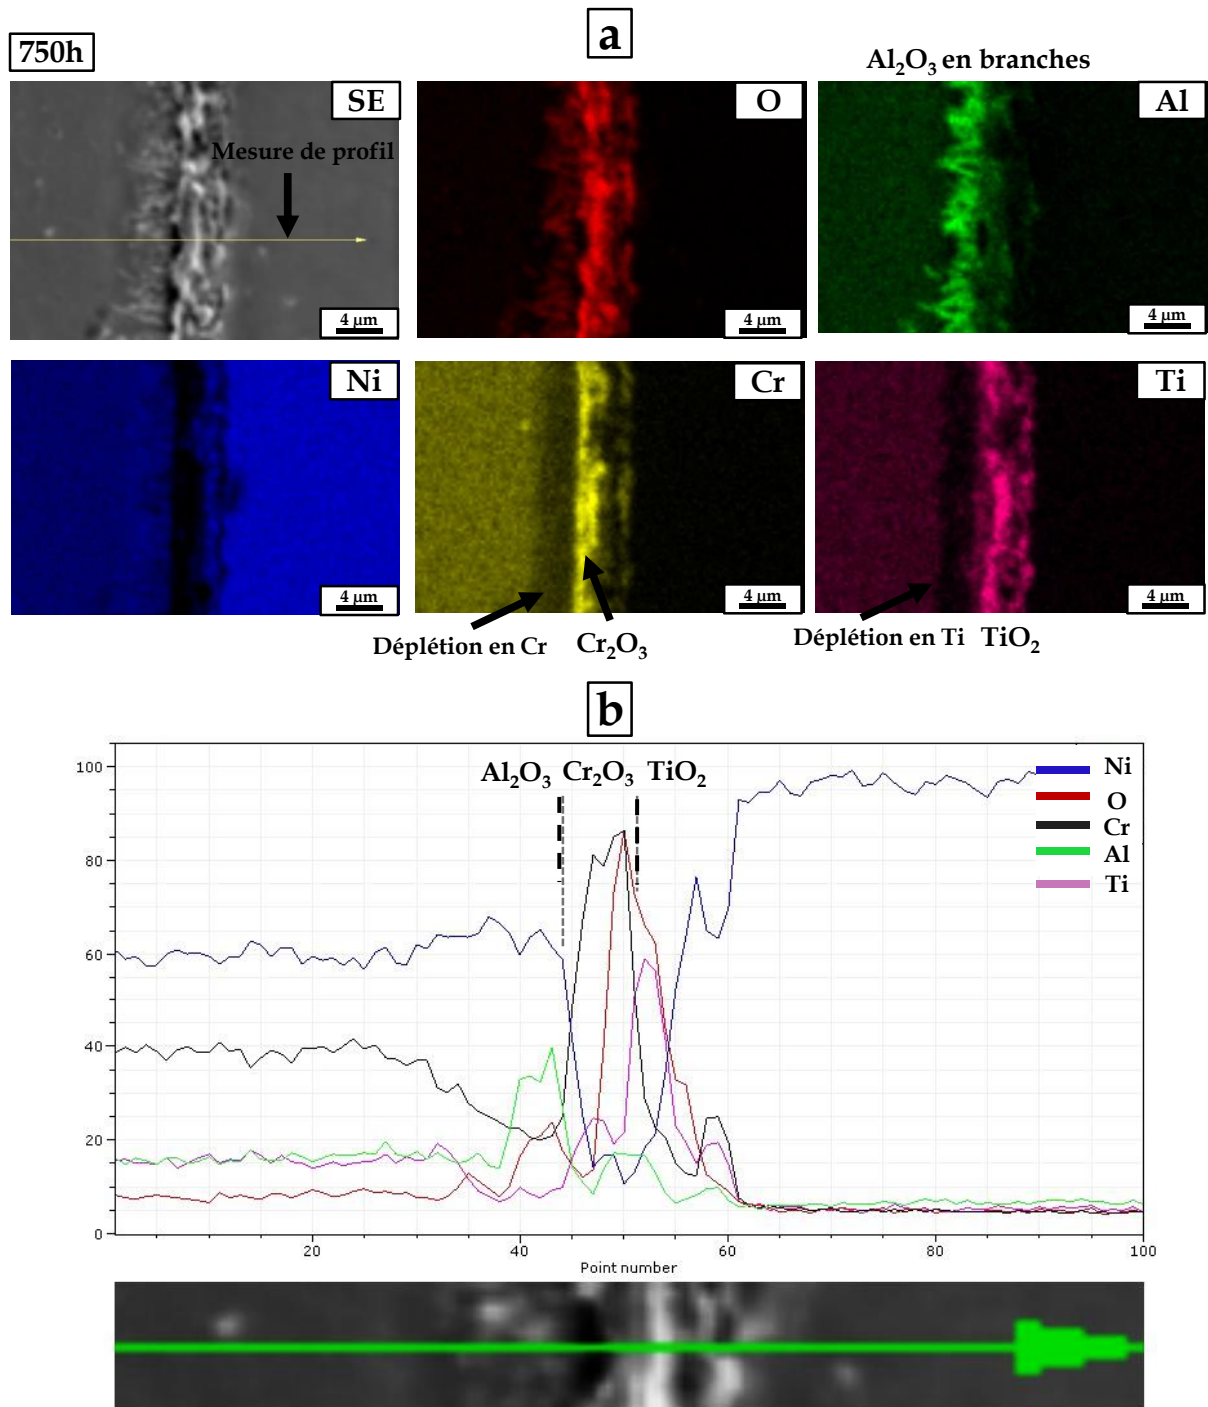 a
750h
Al₂O₃ en branches
SE
O
Al
Mesure de profil
4 µm
4 µm
4 µm
Ni
Cr
Ti
4 µm
4 µm
4 µm
Déplétion en Cr
Cr₂O₃
Déplétion en Ti
TiO₂
b
Al₂O₃ Cr₂O₃ TiO₂
Ni
O
Cr
Al
Ti
100
80
60
40
20
0
20
40
60
80
100
Point number